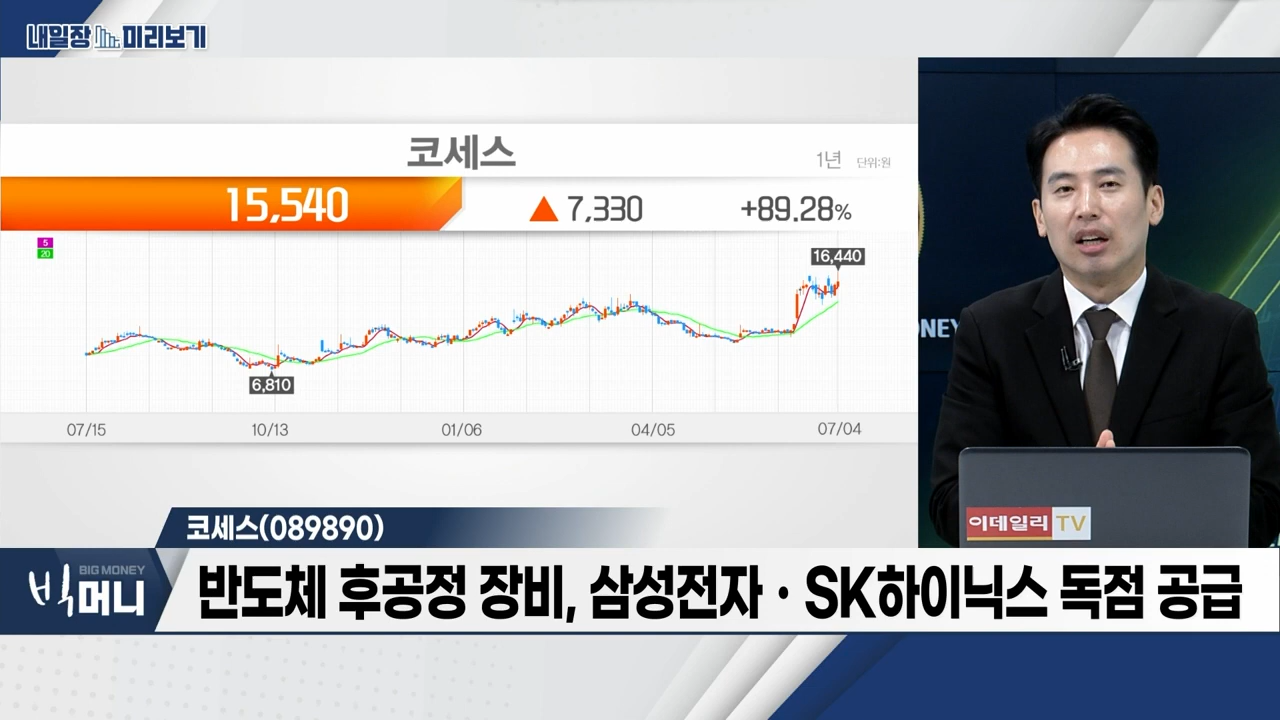 내일장 미리보기
코세스
1년 단위:원
15,540 ▲ 7,330 +89.28%
5
20
16,440
6,810
07/15 10/13 01/06 04/05 07/04
ONEY
이데일리 TV
코세스(089890)
BIG MONEY
빅머니
반도체 후공정 장비, 삼성전자·SK하이닉스 독점 공급